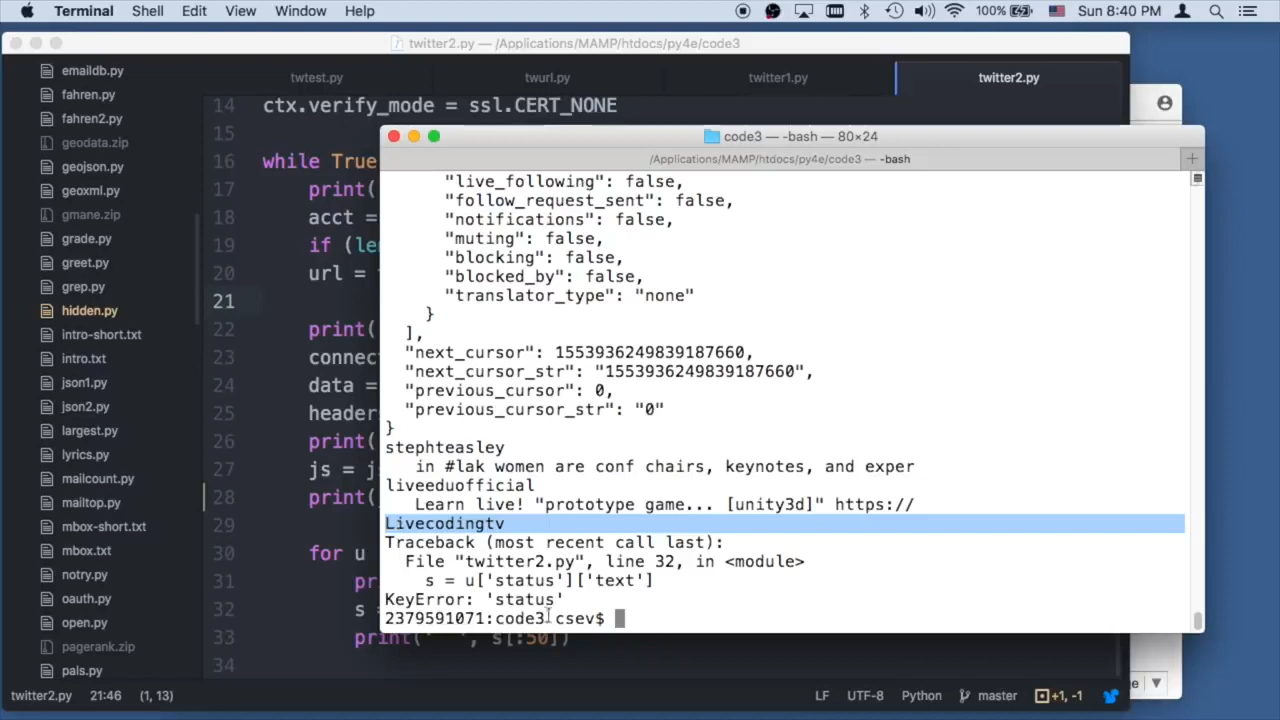 Terminal Shell Edit View Window Help 100% Sun 8:40 PM
twitter2.py — /Applications/MAMP/htdocs/py4e/code3
emaildb.py
fahren.py
fahren2.py
geodata.zip
geojson.py
geoxml.py
gmane.zip
grade.py
greet.py
grep.py
hidden.py
intro-short.txt
intro.txt
json1.py
json2.py
largest.py
lyrics.py
mailcount.py
mailtop.py
mbox-short.txt
mbox.txt
notry.py
oauth.py
open.py
pagerank.zip
pals.py
twtest.py twurl.py twitter1.py twitter2.py
14 ctx.verify_mode = ssl.CERT_NONE
15
16 while True
17 print(
18 acct =
19 if (le
20 url =
21
22 print(
23 connect
24 data =
25 headers
26 print(
27 js = j
28 print(
29
30 for u
31 pr
32 s
33 print(' ', s[:50])
34
code3 — -bash — 80×24
/Applications/MAMP/htdocs/py4e/code3 — -bash
"live_following": false,
"follow_request_sent": false,
"notifications": false,
"muting": false,
"blocking": false,
"blocked_by": false,
"translator_type": "none"
}
],
"next_cursor": 1553936249839187660,
"next_cursor_str": "1553936249839187660",
"previous_cursor": 0,
"previous_cursor_str": "0"
}
stephteasley
in #lak women are conf chairs, keynotes, and exper
liveeduofficial
Learn live! "prototype game... [unity3d]" https://
Livecodingtv
Traceback (most recent call last):
File "twitter2.py", line 32, in <module>
s = u['status']['text']
KeyError: 'status'
2379591071:code3 csev$
twitter2.py 21:46 (1, 13) LF UTF-8 Python master +1, -1